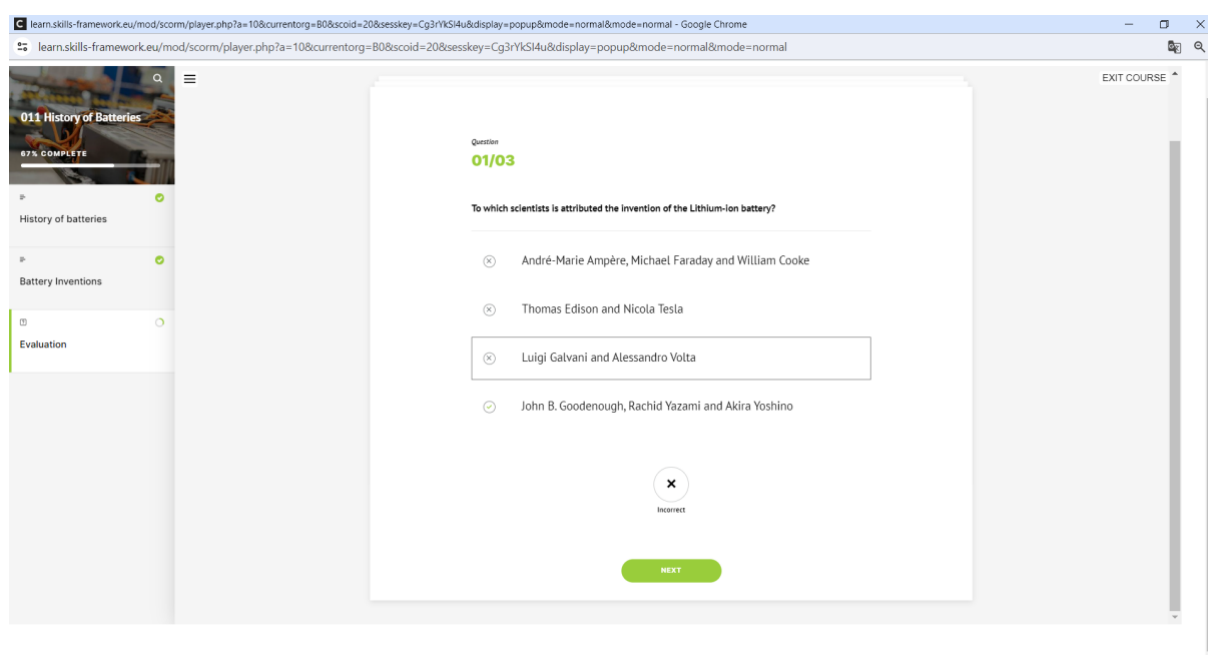 learn.skills-framework.eu/mod/scorm/player.php?a=10&currentorg=B0&scoid=20&sesskey=Cg3rYkSI4u&display=popup&mode=normal&mode=normal - Google Chrome
learn.skills-framework.eu/mod/scorm/player.php?a=10&currentorg=B0&scoid=20&sesskey=Cg3rYkSI4u&display=popup&mode=normal&mode=normal
EXIT COURSE
011 History of Batteries
67% COMPLETE
History of batteries
Battery Inventions
Evaluation
Question
01/03
To which scientists is attributed the invention of the Lithium-ion battery?
André-Marie Ampère, Michael Faraday and William Cooke
Thomas Edison and Nicola Tesla
Luigi Galvani and Alessandro Volta
John B. Goodenough, Rachid Yazami and Akira Yoshino
Incorrect
NEXT